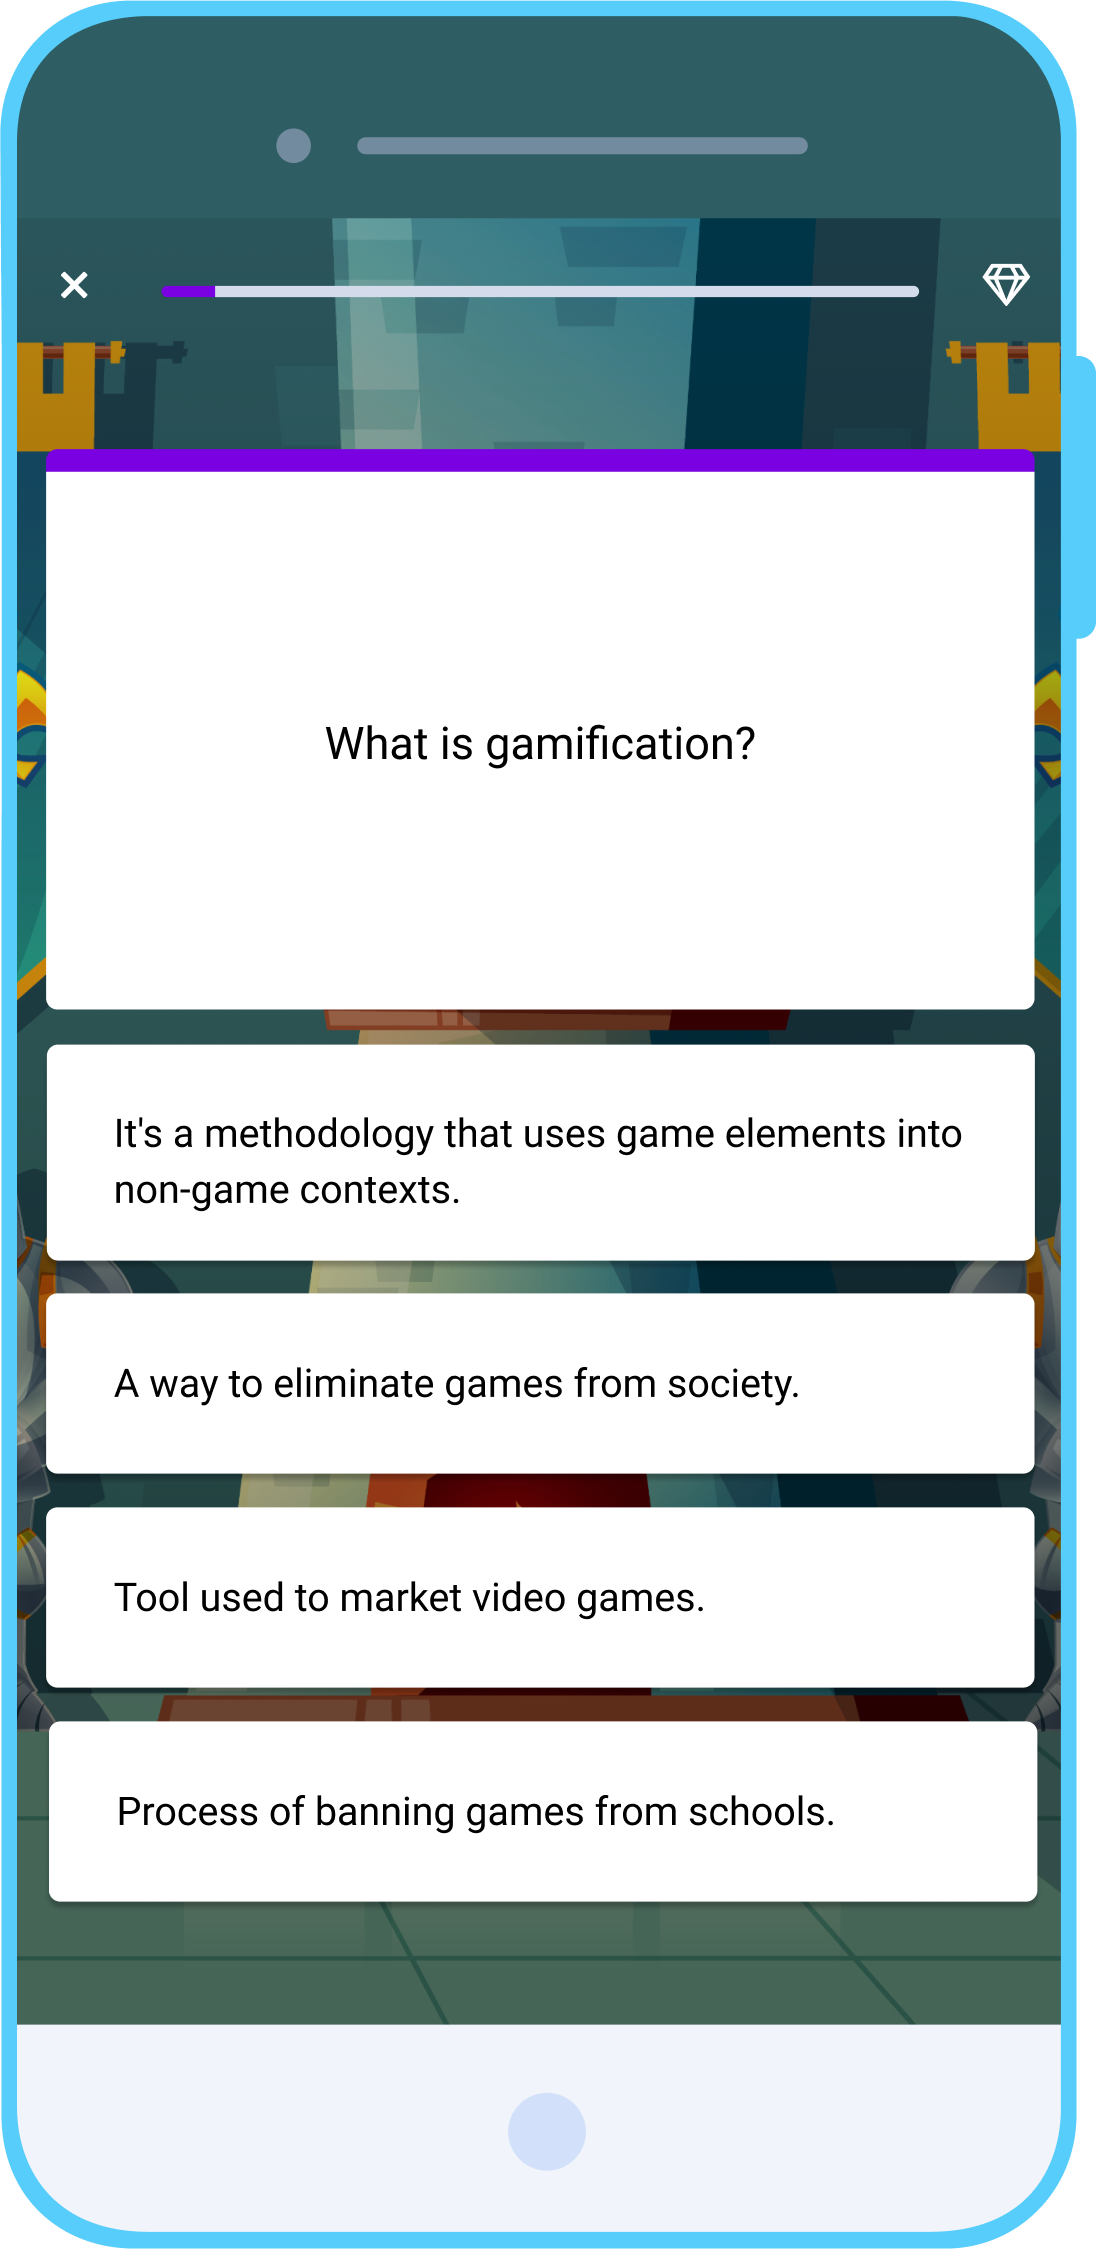 What is gamification?
It's a methodology that uses game elements into
non-game contexts.
A way to eliminate games from society.
Tool used to market video games.
Process of banning games from schools.